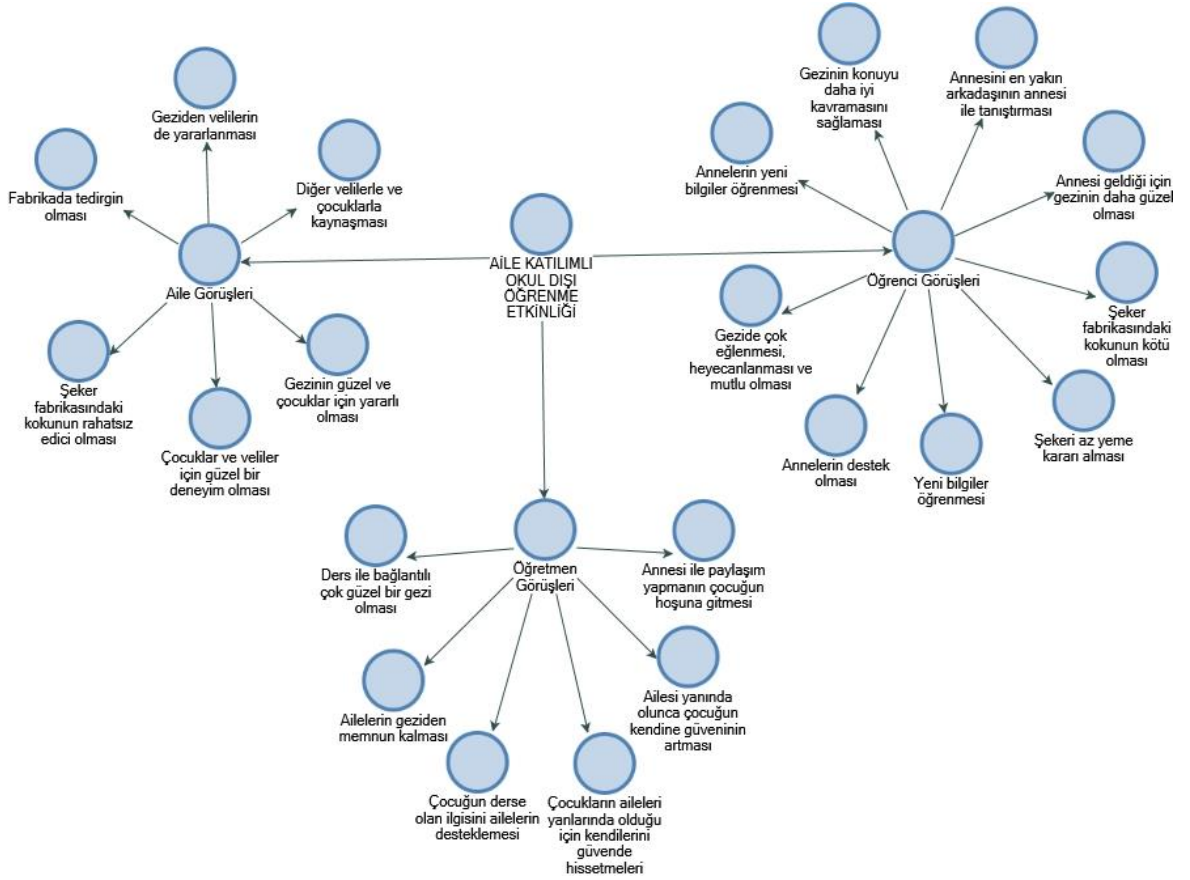 Geziden velilerin
de yararlanması
Fabrikada tedirgin
olması
Diğer velilerle ve
çocuklarla
kaynaşması
Aile Görüşleri
Şeker
fabrikasındaki
kokunun rahatsız
edici olması
Çocuklar ve veliler
için güzel bir
deneyim olması
Gezinin güzel ve
çocuklar için yararlı
olması
AİLE KATILIMLI
OKUL DIŞI
ÖĞRENME
ETKİNLİĞİ
Gezinin konuyu
daha iyi
kavramasını
sağlaması
Annesini en yakın
arkadaşının annesi
ile tanıştırması
Annelerin yeni
bilgiler öğrenmesi
Annesi geldiği için
gezinin daha güzel
olması
Öğrenci Görüşleri
Şeker
fabrikasındaki
kokunun kötü
olması
Gezide çok
eğlenmesi,
heyecanlanması ve
mutlu olması
Annelerin destek
olması
Yeni bilgiler
öğrenmesi
Şekeri az yeme
kararı alması
Öğretmen
Görüşleri
Ders ile bağlantılı
çok güzel bir gezi
olması
Annesi ile paylaşım
yapmanın çocuğun
hoşuna gitmesi
Ailelerin geziden
memnun kalması
Ailesi yanında
olunca çocuğun
kendine güveninin
artması
Çocuğun derse
olan ilgisini ailelerin
desteklemesi
Çocukların aileleri
yanlarında olduğu
için kendilerini
güvende
hissetmeleri